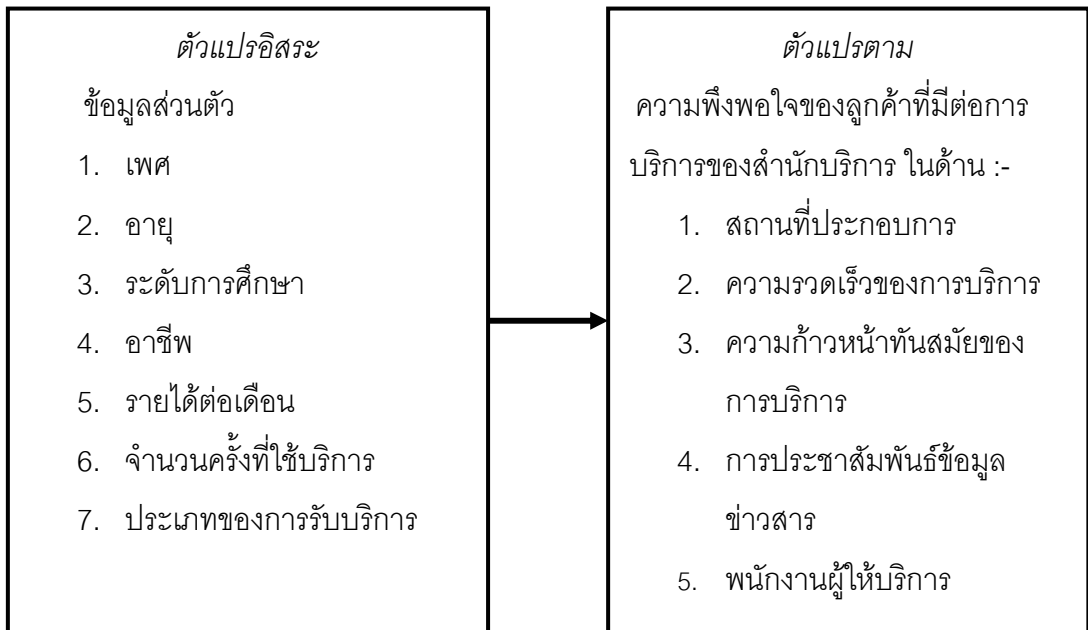 ตัวแปรอิสระ
ข้อมูลส่วนตัว
1. เพศ
2. อายุ
3. ระดับการศึกษา
4. อาชีพ
5. รายได้ต่อเดือน
6. จำนวนครั้งที่ใช้บริการ
7. ประเภทของการรับบริการ
ตัวแปรตาม
ความพึงพอใจของลูกค้าที่มีต่อการ
บริการของสำนักบริการ ในด้าน :-
1. สถานที่ประกอบการ
2. ความรวดเร็วของการบริการ
3. ความก้าวหน้าทันสมัยของ
การบริการ
4. การประชาสัมพันธ์ข้อมูล
ข่าวสาร
5. พนักงานผู้ให้บริการ